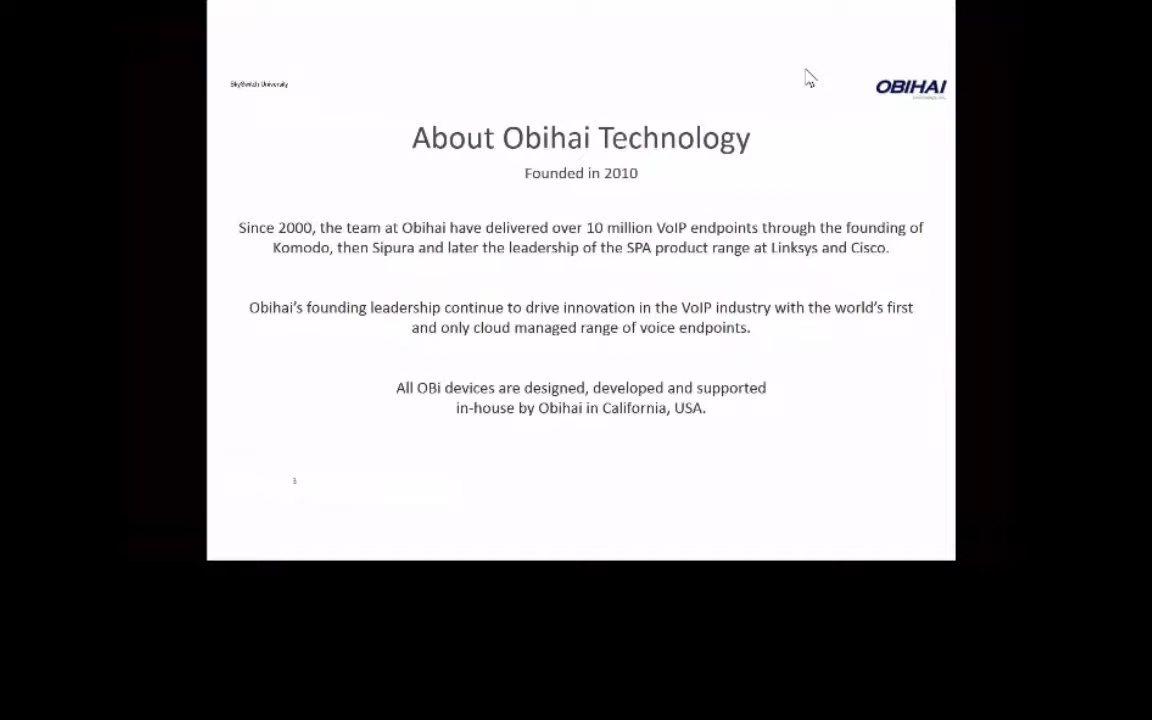 SkySwitch University
OBIHAI
About Obihai Technology
Founded in 2010
Since 2000, the team at Obihai have delivered over 10 million VoIP endpoints through the founding of
Komodo, then Sipura and later the leadership of the SPA product range at Linksys and Cisco.
Obihai's founding leadership continue to drive innovation in the VoIP industry with the world's first
and only cloud managed range of voice endpoints.
All OBi devices are designed, developed and supported
in-house by Obihai in California, USA.